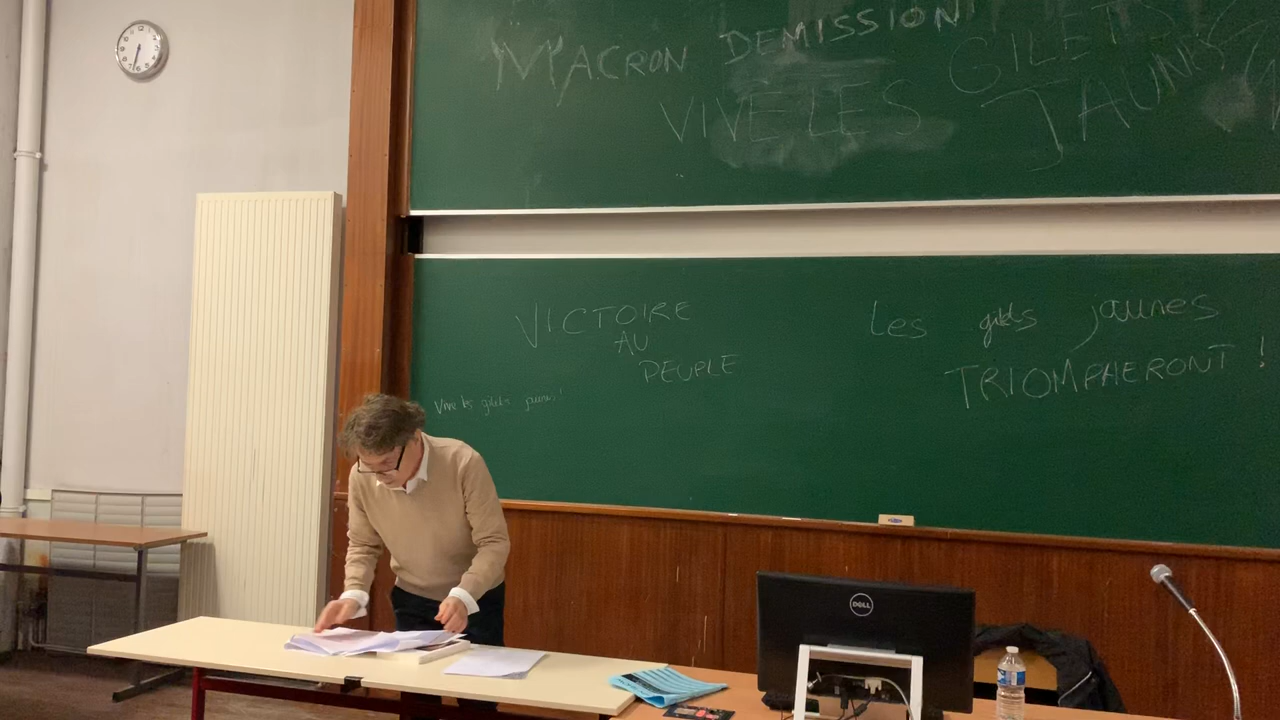 MACRON DEMISSION
GILETS
VIVE LES JAUNES
VICTOIRE
AU
PEUPLE
Les gilets jaunes
TRIOMPHERONT !
Vive les gilets jaunes !
DELL